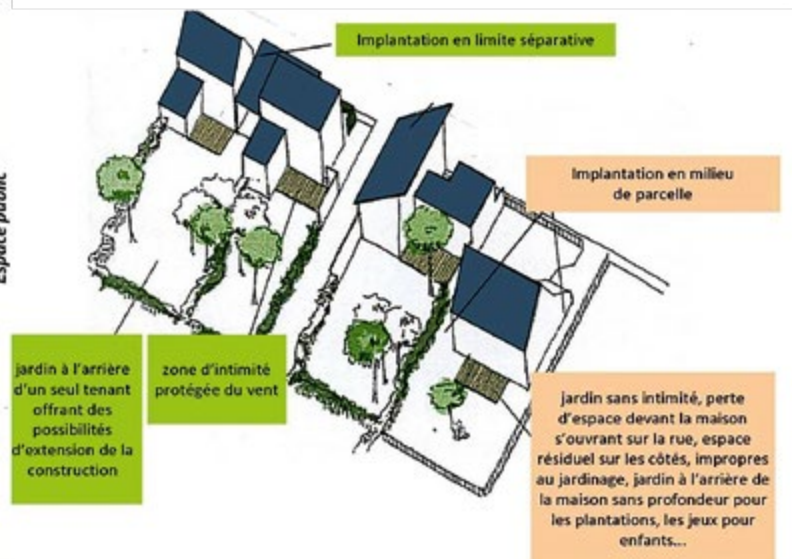 Implantation en limite séparative
Espace public
Implantation en milieu
de parcelle
jardin à l'arrière
d'un seul tenant
offrant des
possibilités
d'extension de la
construction
zone d'intimité
protégée du vent
jardin sans intimité, perte
d'espace devant la maison
s'ouvrant sur la rue, espace
résiduel sur les côtés, impropres
au jardinage, jardin à l'arrière de
la maison sans profondeur pour
les plantations, les jeux pour
enfants...